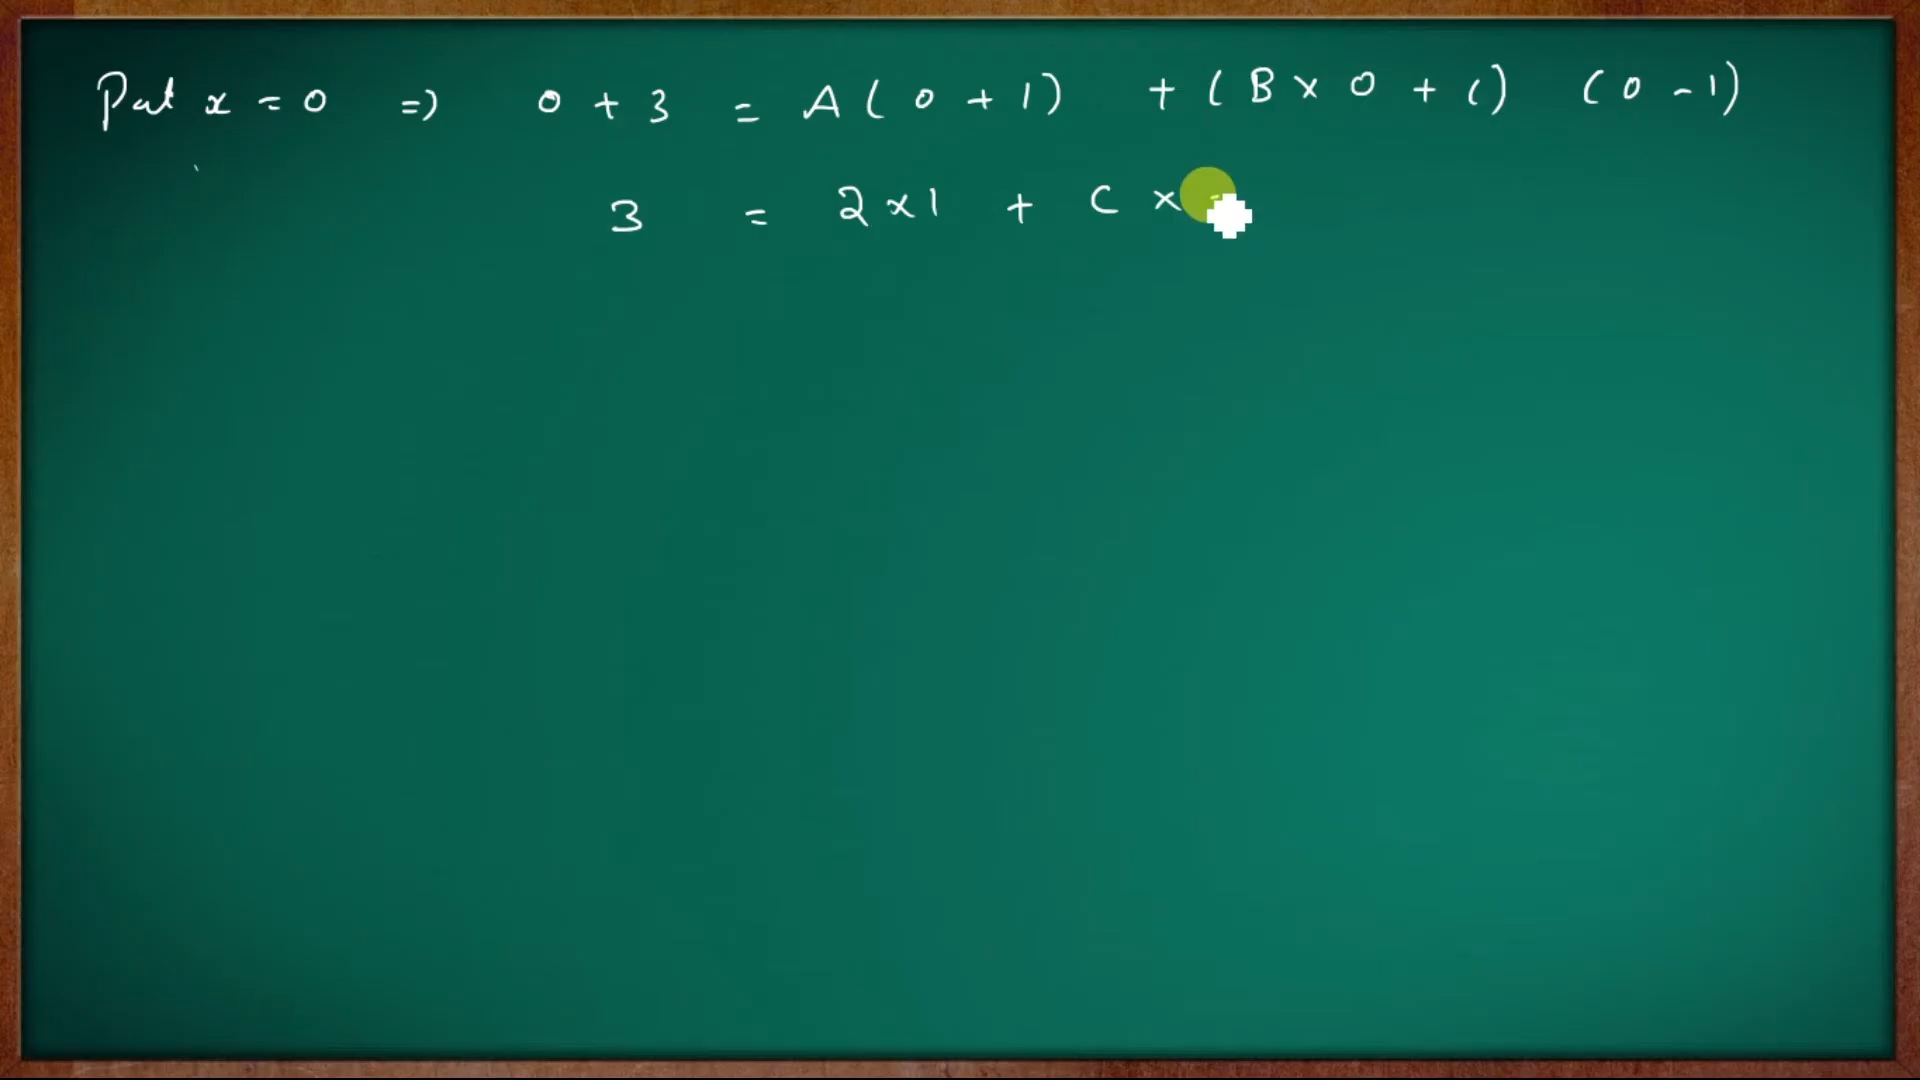 Put x = 0 => 0 + 3 = A ( 0 + 1 ) + ( B × 0 + C ) ( 0 - 1 )
3 = 2 × 1 + C × -